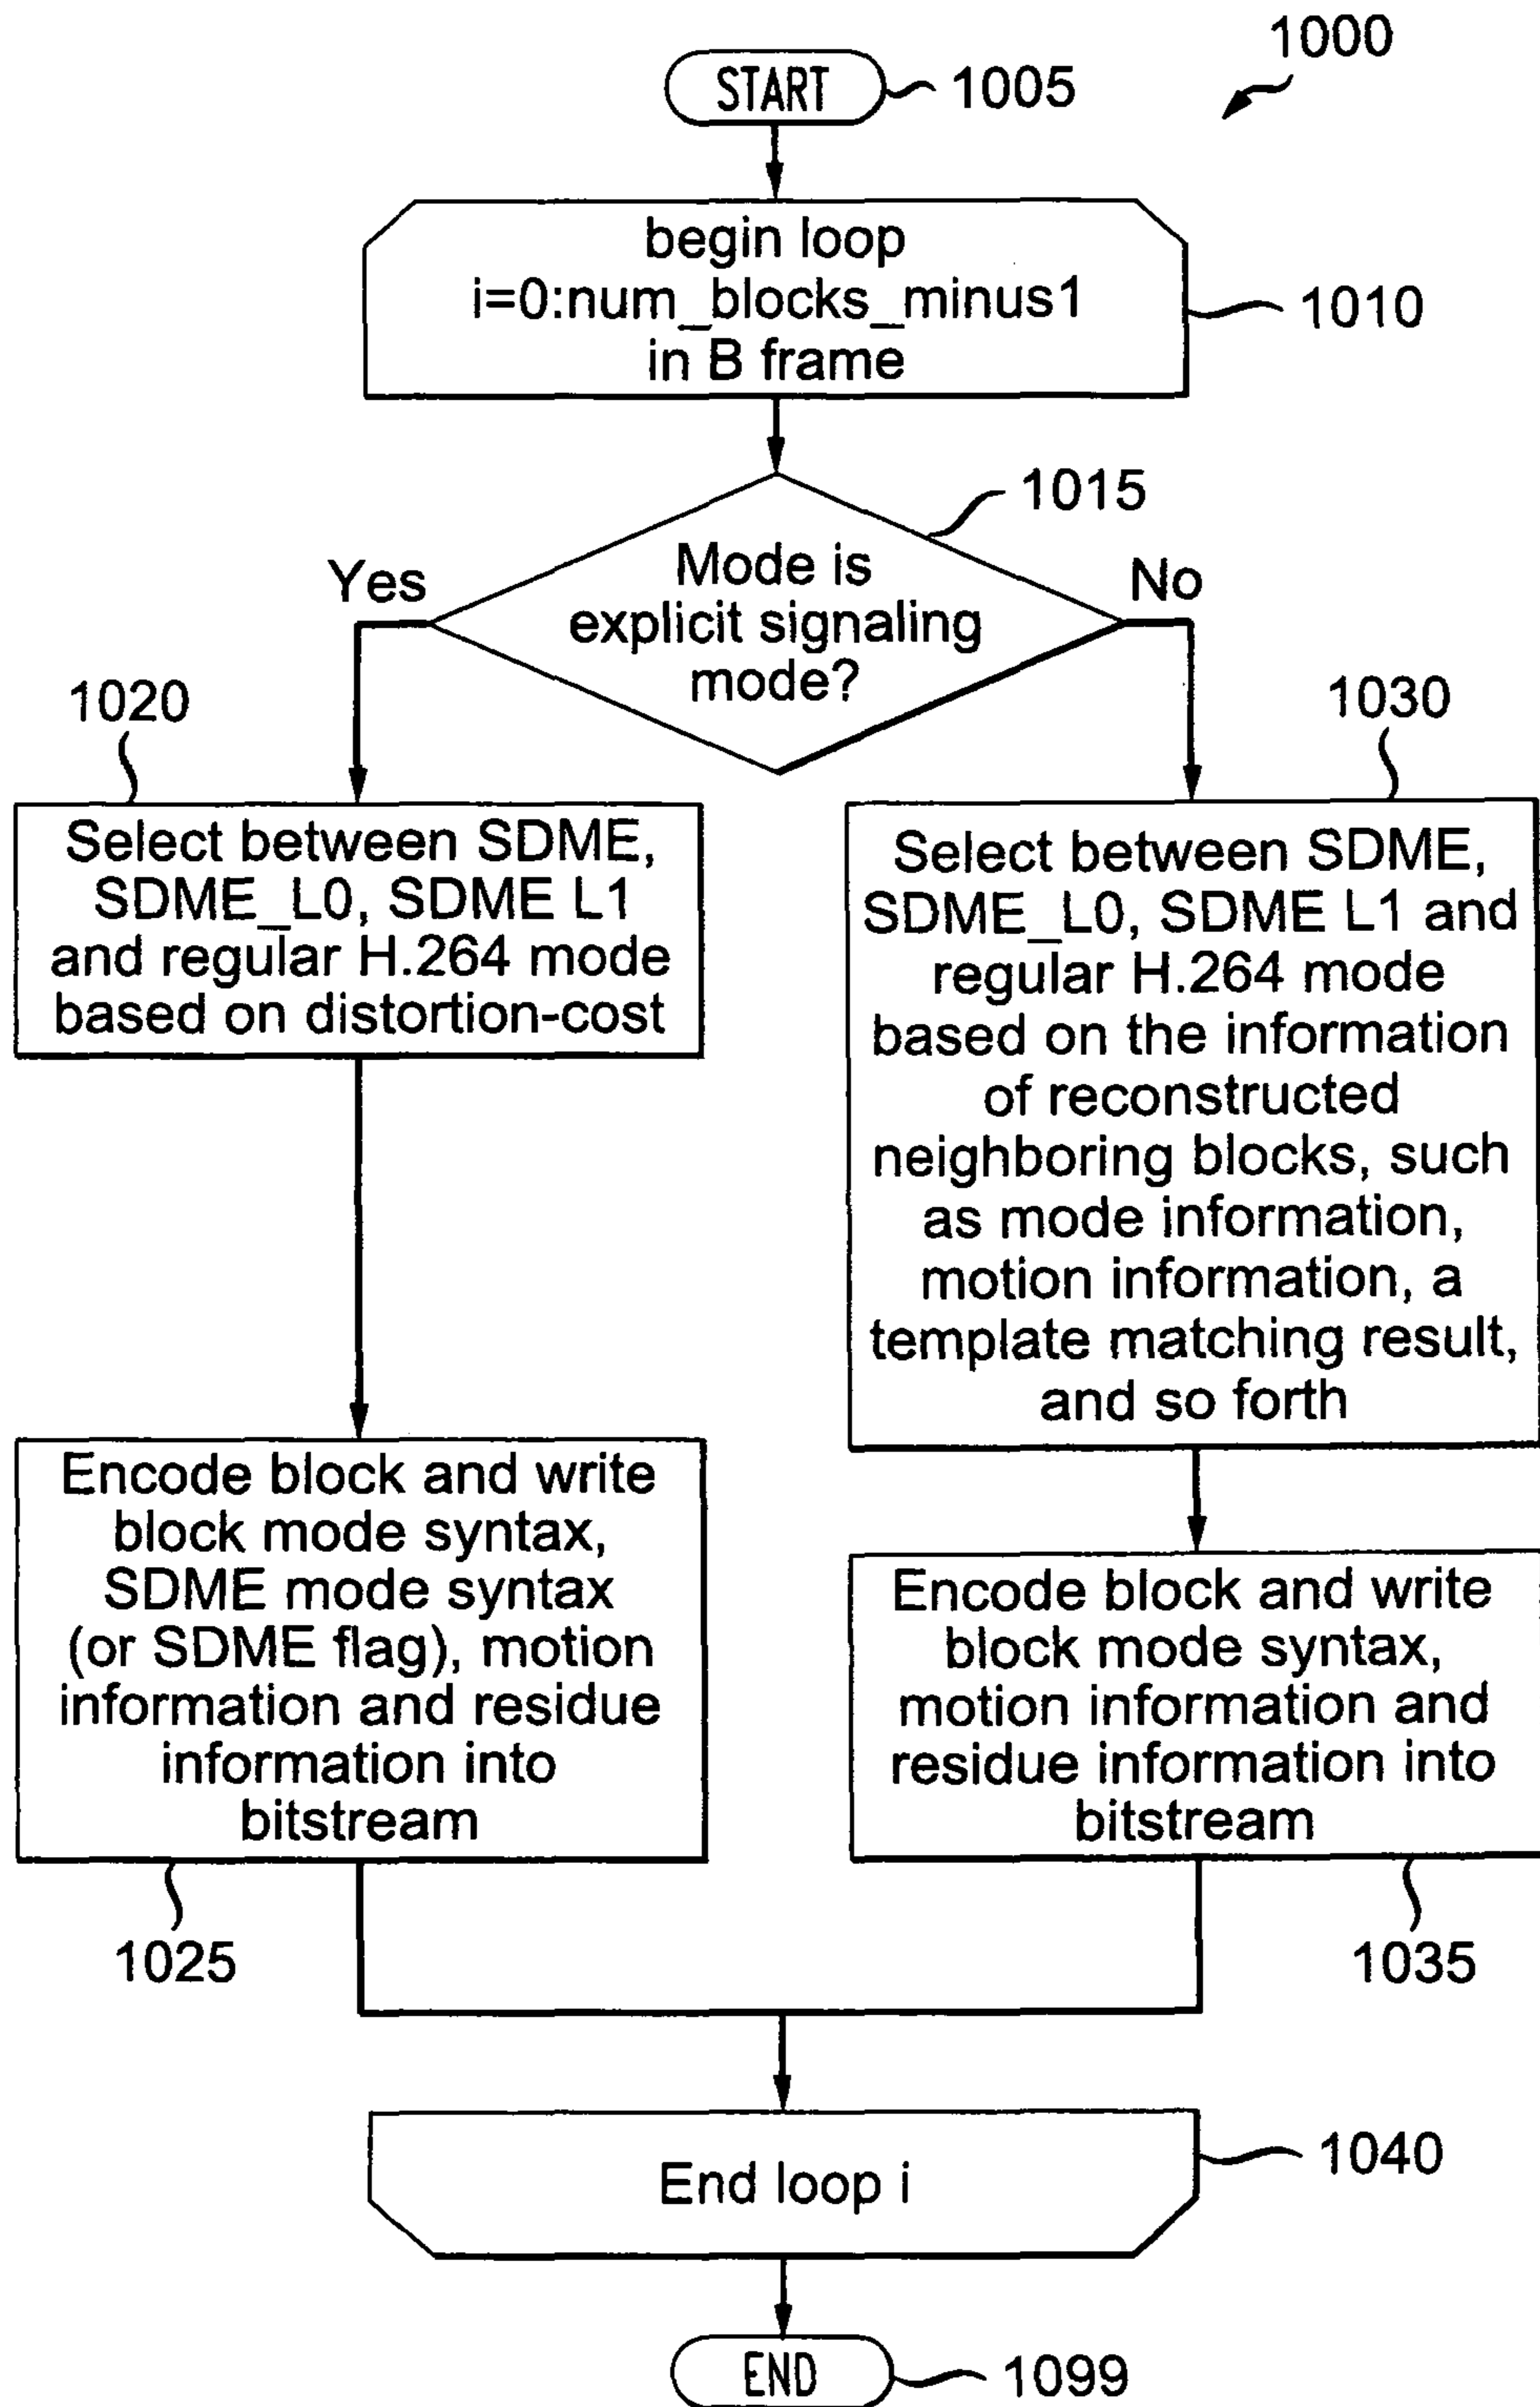 1000
START
1005
begin loop
i=0:num_blocks_minus1
in B frame
1010
1015
Mode is
explicit signaling
mode?
Yes
No
1020
Select between SDME,
SDME_L0, SDME L1
and regular H.264 mode
based on distortion-cost
1030
Select between SDME,
SDME_L0, SDME L1 and
regular H.264 mode
based on the information
of reconstructed
neighboring blocks, such
as mode information,
motion information, a
template matching result,
and so forth
Encode block and write
block mode syntax,
SDME mode syntax
(or SDME flag), motion
information and residue
information into
bitstream
1025
Encode block and write
block mode syntax,
motion information and
residue information into
bitstream
1035
End loop i
1040
END
1099